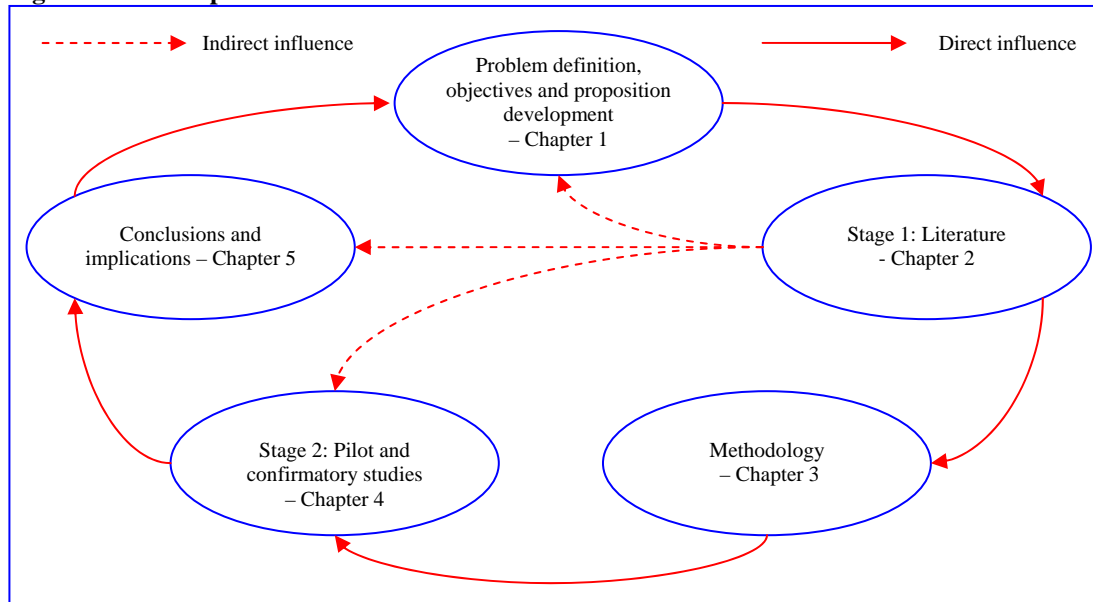 Indirect influence
Direct influence
Problem definition,
objectives and proposition
development
– Chapter 1
Conclusions and
implications – Chapter 5
Stage 1: Literature
- Chapter 2
Stage 2: Pilot and
confirmatory studies
– Chapter 4
Methodology
– Chapter 3